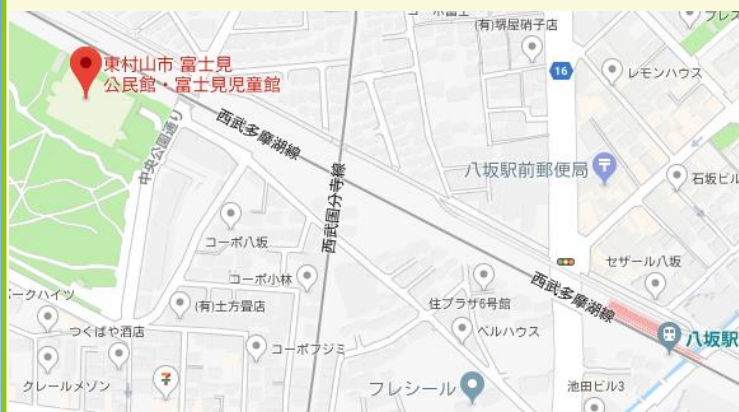 コーポ富士
(有)堺屋硝子店
プレス
東村山市 富士見
公民館・富士見児童館
16
レモンハウス
西武多摩湖線
中央公園通り
八坂駅前郵便局
石坂ビル
西武国分寺線
コーポ八坂
セザール八坂
コーポ小林
西武多摩湖線
パークハイツ
(有)土方畳店
住プラザ6号館
つくばや酒店
ベルハウス
八坂駅
コーポフジミ
クレールメゾン
フレシール
池田ビル3